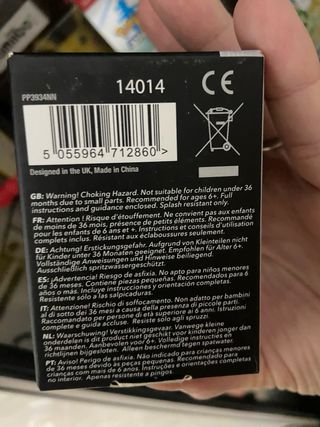 PP3934NN
14014
CE
5 055964 712860 >
Designed in the UK, Made in China
GB: Warning! Choking Hazard. Not suitable for children under 36
months due to small parts. Recommended for ages 6+. Full
instructions and guidance enclosed. Splash resistant only.
FR: Attention ! Risque d'étouffement. Ne convient pas aux enfants
de moins de 36 mois, présence de petits éléments. Recommandé
pour les enfants de 6 ans et +. Instructions et conseils d'utilisation
complets inclus. Résistant aux éclaboussures seulement.
DE: Achtung! Erstickungsgefahr. Aufgrund von Kleinteilen nicht
für Kinder unter 36 Monaten geeignet. Empfohlen für Alter 6+.
Vollständige Anweisungen und Hinweise beiliegend.
Ausschließlich spritzwassergeschützt.
ES: ¡Advertencia! Riesgo de asfixia. No apto para niños menores
de 36 meses. Contiene piezas pequeñas. Recomendado para 6
años o más. Incluye instrucciones y orientación completas.
Resistente sólo a las salpicaduras.
IT: Attenzione! Rischio di soffocamento. Non adatto per bambini
al di sotto dei 36 mesi a causa della presenza di piccole parti.
Raccomandato per persone di età superiore ai 6 anni. Istruzioni
complete e guida accluse. Resiste solo agli spruzzi.
NL: Waarschuwing! Verstikkingsgevaar. Vanwege kleine
onderdelen is dit product niet geschikt voor kinderen jonger dan
36 maanden. Aanbevolen voor 6+. Volledige instructies en
richtlijnen bijgesloten. Alleen beschermd tegen spatwater.
PT: Aviso! Perigo de asfixia. Não indicado para crianças menores
de 36 meses devido às peças pequenas. Recomendado para
crianças com mais de 6 anos. Instruções e orientações completas
no interior. Apenas resistente a salpicos.